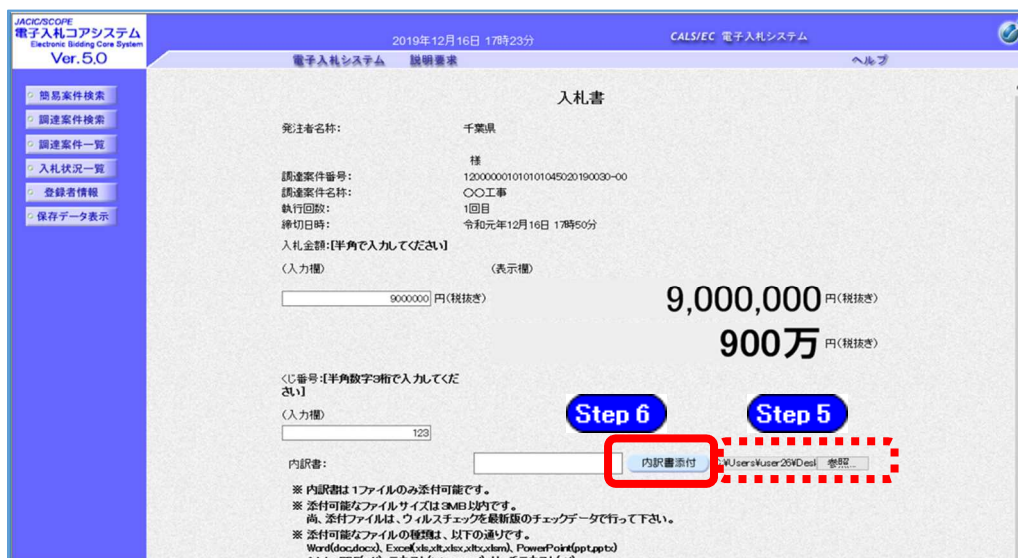 JACIC/SCOPE
電子入札コアシステム
Electronic Bidding Core System
Ver.5.0
2019年12月16日 17時23分
CALS/EC 電子入札システム
電子入札システム 説明要求 ヘルプ
簡易案件検索
調達案件検索
調達案件一覧
入札状況一覧
登録者情報
保存データ表示
入札書
発注者名称: 千葉県
様
調達案件番号: 12000000101010104502019​0030-00
調達案件名称: 〇〇工事
執行回数: 1回目
締切日時: 令和元年12月16日 17時50分
入札金額:[半角で入力してください]
(入力欄) (表示欄)
9000000 円(税抜き) 9,000,000 円(税抜き)
900万 円(税抜き)
くじ番号:[半角数字3桁で入力してくだ
さい]
(入力欄)
Step 6 Step 5
123
内訳書: 内訳書添付 C:¥Users¥user26¥Desl 参照...
※ 内訳書は1ファイルのみ添付可能です。
※ 添付可能なファイルサイズは3MB以内です。
尚、添付ファイルは、ウィルスチェックを最新版のチェックデータで行って下さい。
※ 添付可能なファイルの種類は、以下の通りです。
Word(doc,docx)、Excel(xls,xlt,xlsx,xltx,xlsm)、PowerPoint(ppt,pptx)